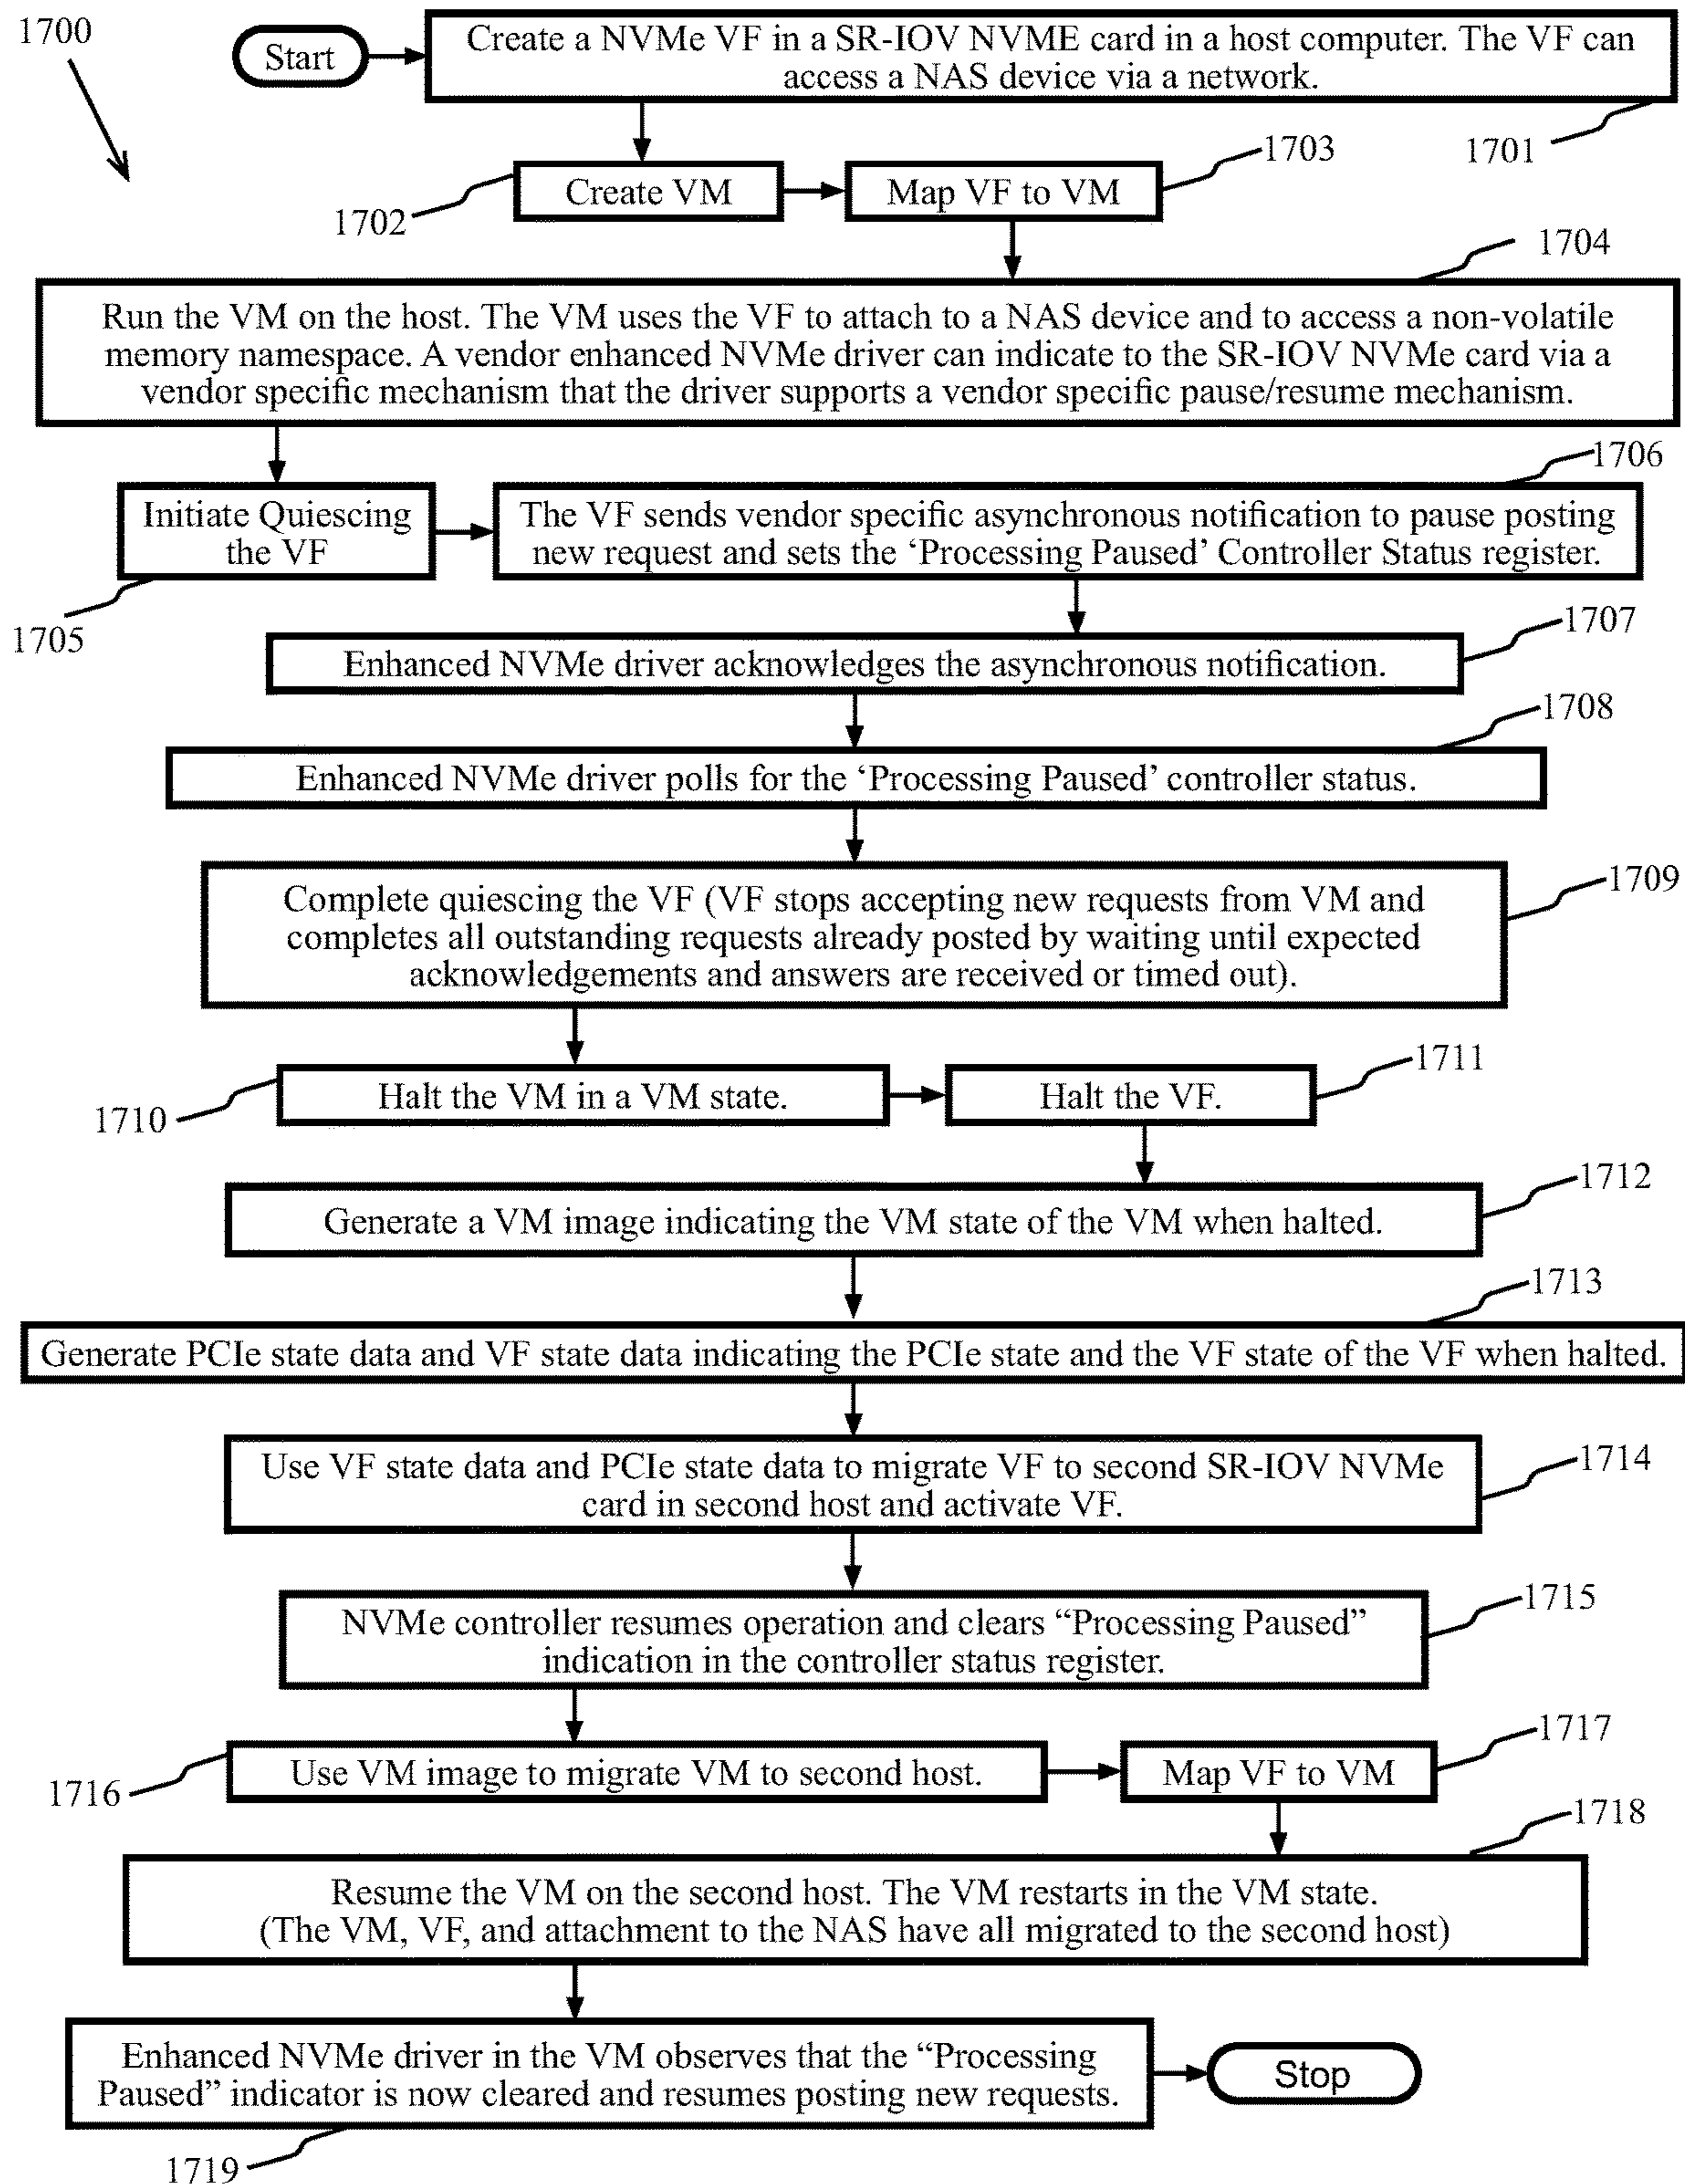 1700
Start
Create a NVMe VF in a SR-IOV NVME card in a host computer. The VF can
access a NAS device via a network.
1701
1702
Create VM
Map VF to VM
1703
1704
Run the VM on the host. The VM uses the VF to attach to a NAS device and to access a non-volatile
memory namespace. A vendor enhanced NVMe driver can indicate to the SR-IOV NVMe card via a
vendor specific mechanism that the driver supports a vendor specific pause/resume mechanism.
1705
Initiate Quiescing
the VF
1706
The VF sends vendor specific asynchronous notification to pause posting
new request and sets the ‘Processing Paused’ Controller Status register.
1707
Enhanced NVMe driver acknowledges the asynchronous notification.
1708
Enhanced NVMe driver polls for the ‘Processing Paused’ controller status.
1709
Complete quiescing the VF (VF stops accepting new requests from VM and
completes all outstanding requests already posted by waiting until expected
acknowledgements and answers are received or timed out).
1710
Halt the VM in a VM state.
Halt the VF.
1711
1712
Generate a VM image indicating the VM state of the VM when halted.
1713
Generate PCIe state data and VF state data indicating the PCIe state and the VF state of the VF when halted.
1714
Use VF state data and PCIe state data to migrate VF to second SR-IOV NVMe
card in second host and activate VF.
1715
NVMe controller resumes operation and clears “Processing Paused”
indication in the controller status register.
1716
Use VM image to migrate VM to second host.
Map VF to VM
1717
1718
Resume the VM on the second host. The VM restarts in the VM state.
(The VM, VF, and attachment to the NAS have all migrated to the second host)
Enhanced NVMe driver in the VM observes that the “Processing
Paused” indicator is now cleared and resumes posting new requests.
Stop
1719